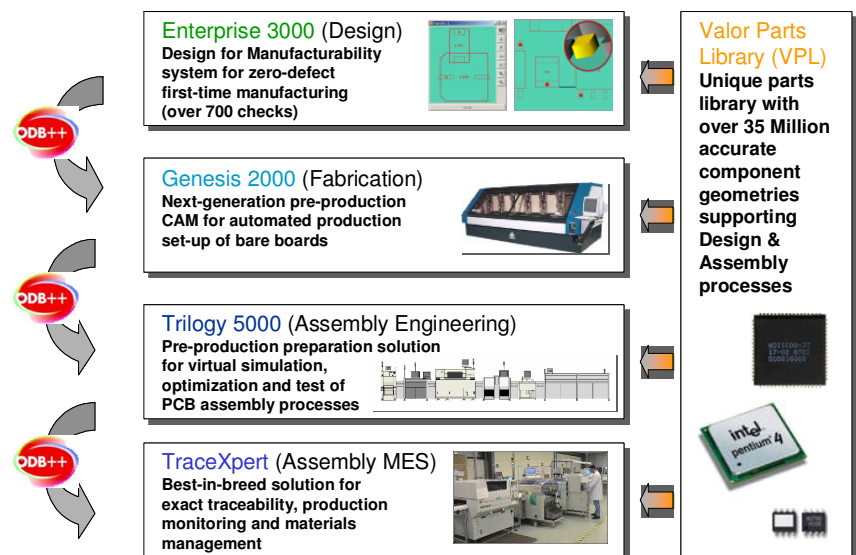 Enterprise 3000 (Design)
Design for Manufacturability
system for zero-defect
first-time manufacturing
(over 700 checks)
ODB++
Genesis 2000 (Fabrication)
Next-generation pre-production
CAM for automated production
set-up of bare boards
ODB++
Trilogy 5000 (Assembly Engineering)
Pre-production preparation solution
for virtual simulation,
optimization and test of
PCB assembly processes
ODB++
TraceXpert (Assembly MES)
Best-in-breed solution for
exact traceability, production
monitoring and materials
management
Valor Parts
Library (VPL)
Unique parts
library with
over 35 Million
accurate
component
geometries
supporting
Design &
Assembly
processes
intel
pentium 4